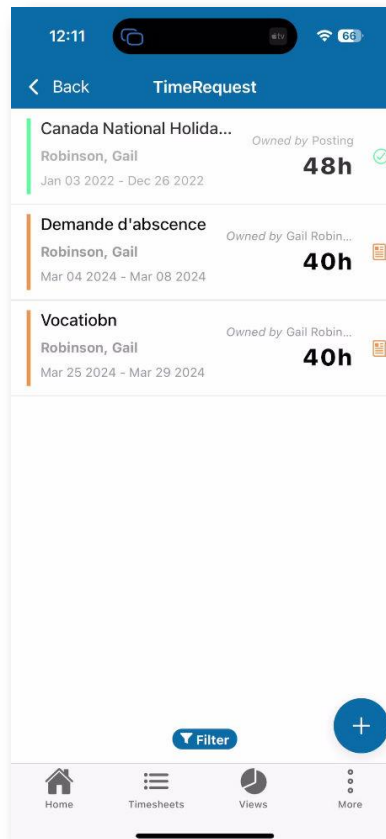 12:11
tv
66
Back
TimeRequest
Canada National Holida...
Owned by Posting
Robinson, Gail
48h
Jan 03 2022 - Dec 26 2022
Demande d'abscence
Owned by Gail Robin...
Robinson, Gail
40h
Mar 04 2024 - Mar 08 2024
Vocatiobn
Owned by Gail Robin...
Robinson, Gail
40h
Mar 25 2024 - Mar 29 2024
Filter
+
Home
Timesheets
Views
More